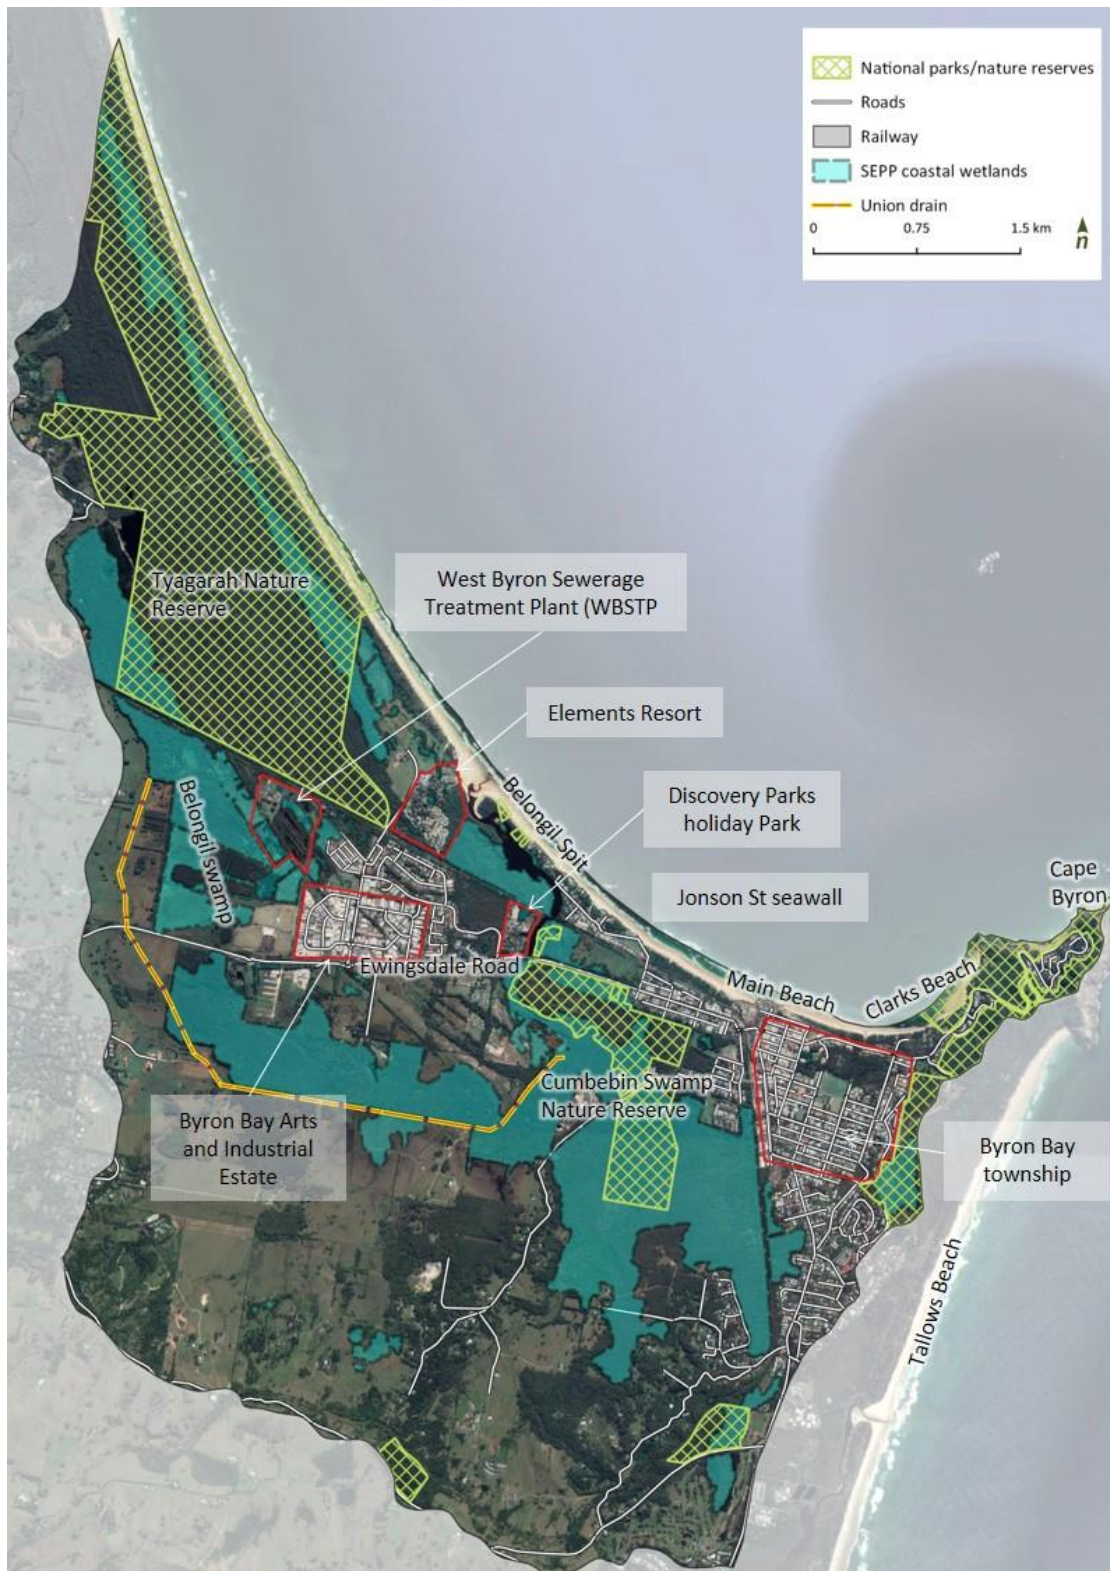 National parks/nature reserves
Roads
Railway
SEPP coastal wetlands
Union drain
0 0.75 1.5 km
n
Tyagarah Nature
Reserve
West Byron Sewerage
Treatment Plant (WBSTP
Elements Resort
Belongil Spit
Discovery Parks
holiday Park
Belongil swamp
Jonson St seawall
Cape
Byron
Ewingsdale Road
Main Beach
Clarks Beach
Cumbebin Swamp
Nature Reserve
Byron Bay Arts
and Industrial
Estate
Byron Bay
township
Tallows Beach